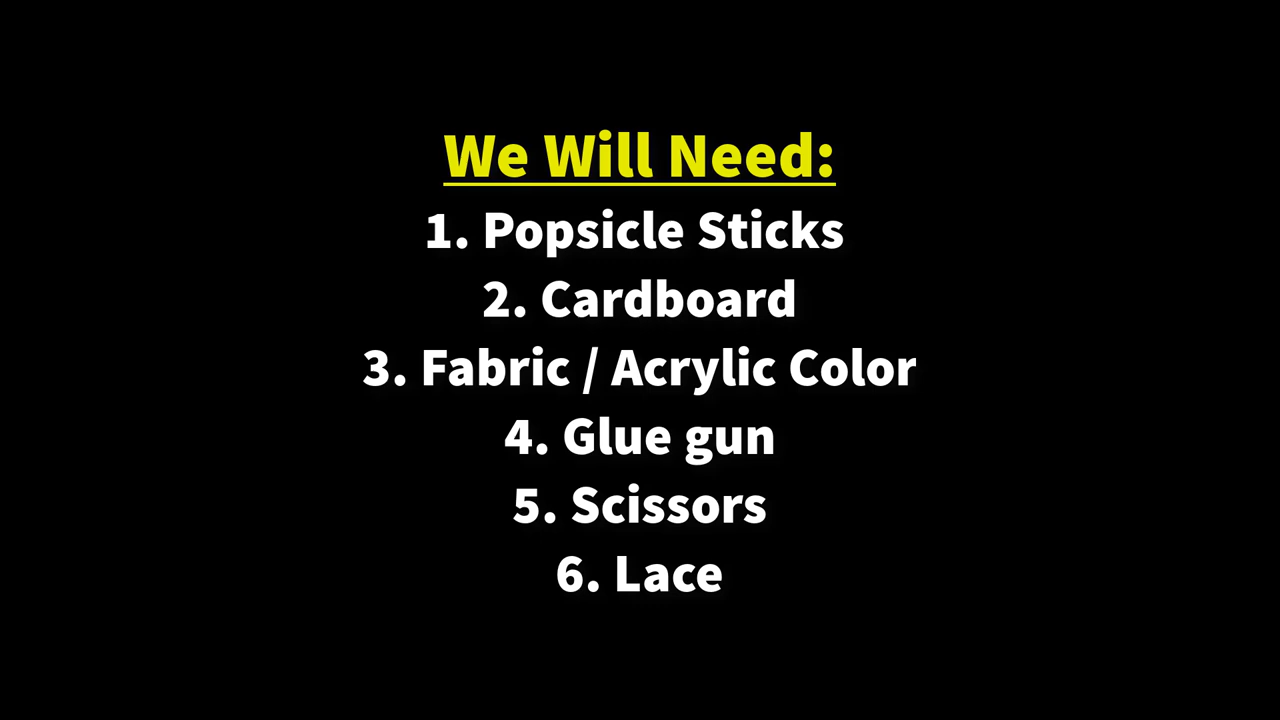 We Will Need:
1. Popsicle Sticks
2. Cardboard
3. Fabric / Acrylic Color
4. Glue gun
5. Scissors
6. Lace